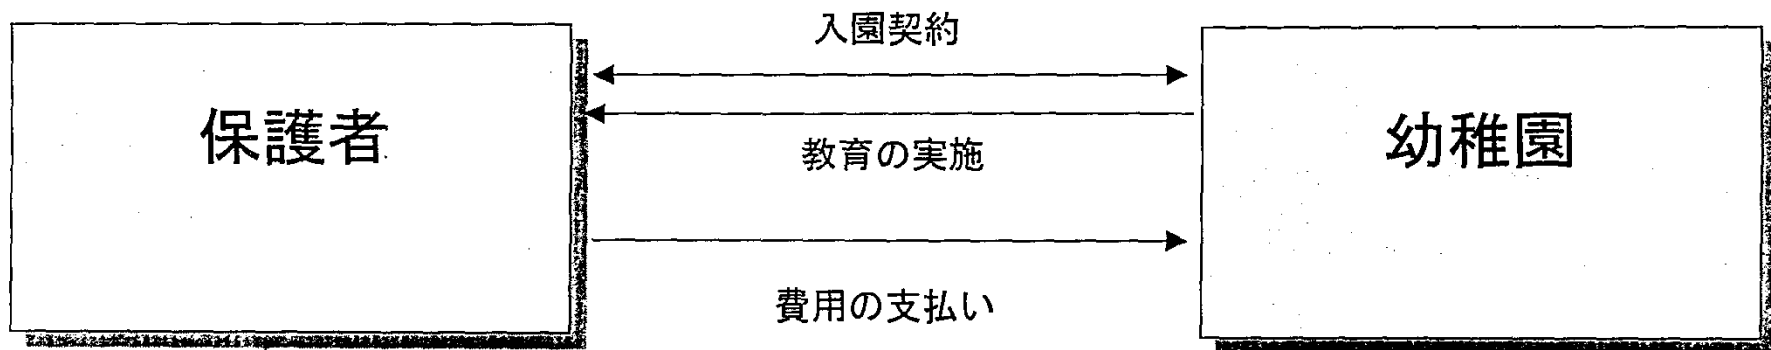 入園契約
保護者
教育の実施
幼稚園
費用の支払い